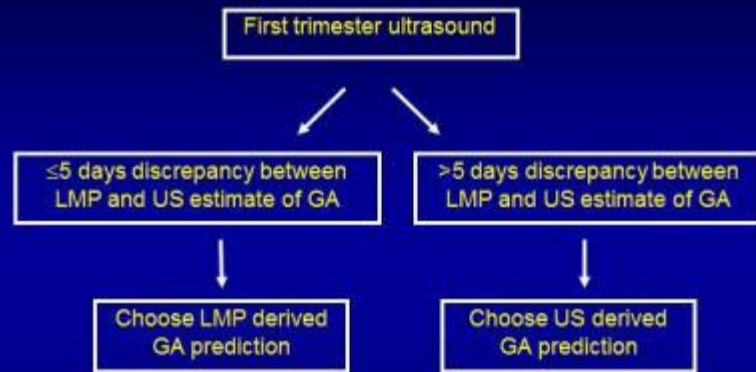 First trimester ultrasound
≤5 days discrepancy between
LMP and US estimate of GA
>5 days discrepancy between
LMP and US estimate of GA
Choose LMP derived
GA prediction
Choose US derived
GA prediction